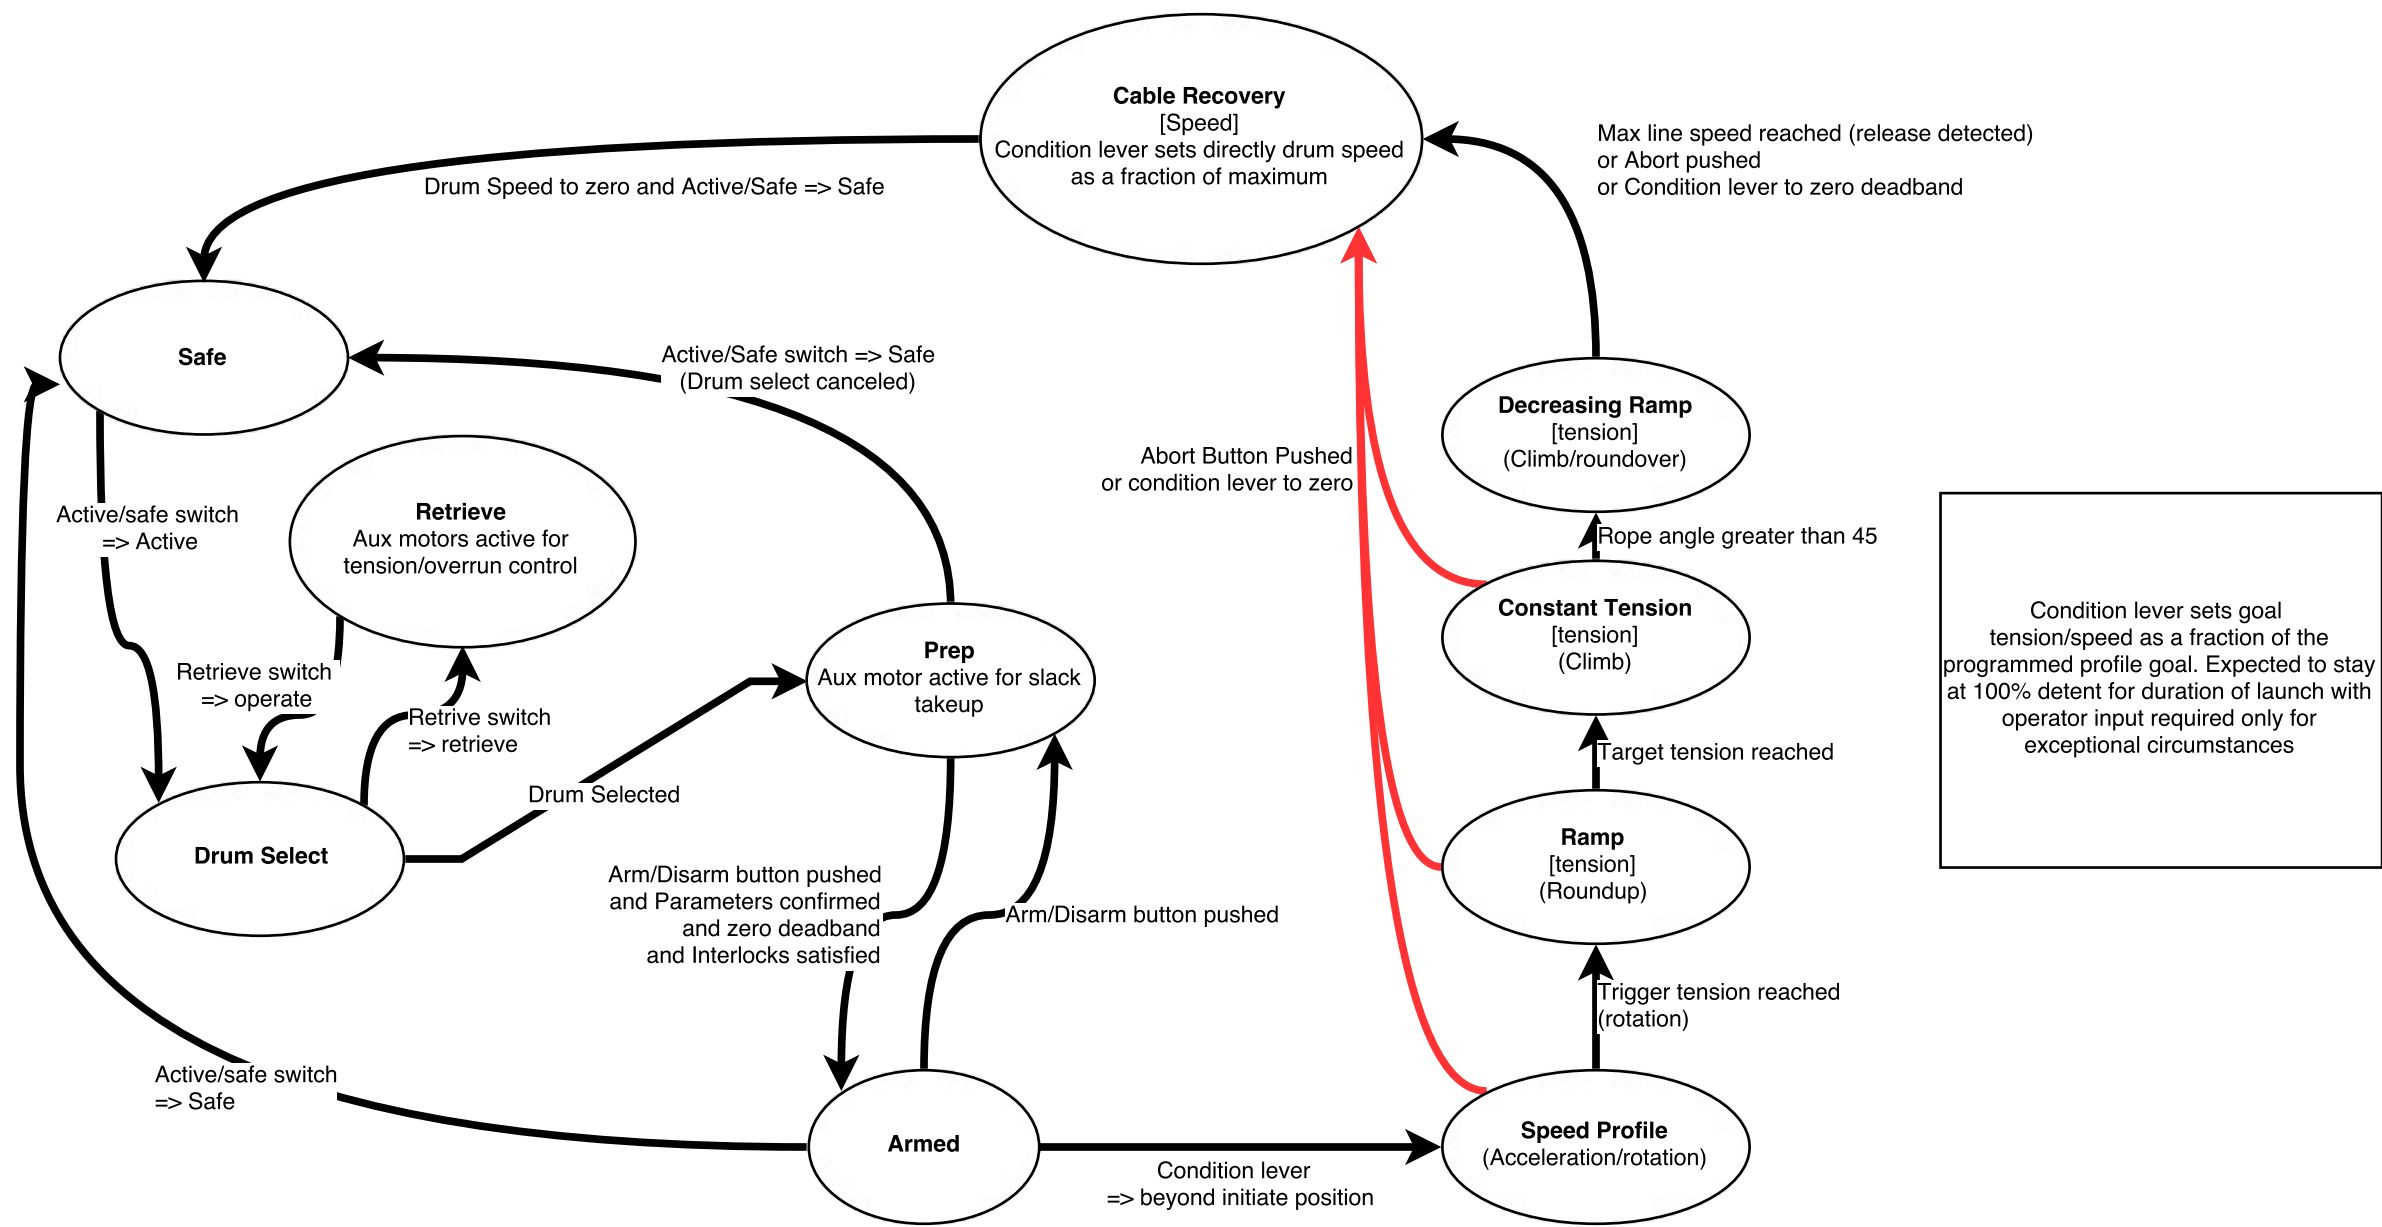 Cable Recovery
[Speed]
Condition lever sets directly drum speed
as a fraction of maximum
Max line speed reached (release detected)
or Abort pushed
or Condition lever to zero deadband
Drum Speed to zero and Active/Safe => Safe
Safe
Active/Safe switch => Safe
(Drum select canceled)
Decreasing Ramp
[tension]
(Climb/roundover)
Abort Button Pushed
or condition lever to zero
Active/safe switch
=> Active
Retrieve
Aux motors active for
tension/overrun control
Rope angle greater than 45
Constant Tension
[tension]
(Climb)
Condition lever sets goal
tension/speed as a fraction of the
programmed profile goal. Expected to stay
at 100% detent for duration of launch with
operator input required only for
exceptional circumstances
Retrieve switch
=> operate
Retrive switch
=> retrieve
Prep
Aux motor active for slack
takeup
Target tension reached
Drum Selected
Drum Select
Ramp
[tension]
(Roundup)
Arm/Disarm button pushed
and Parameters confirmed
and zero deadband
and Interlocks satisfied
Arm/Disarm button pushed
Trigger tension reached
(rotation)
Active/safe switch
=> Safe
Armed
Condition lever
=> beyond initiate position
Speed Profile
(Acceleration/rotation)